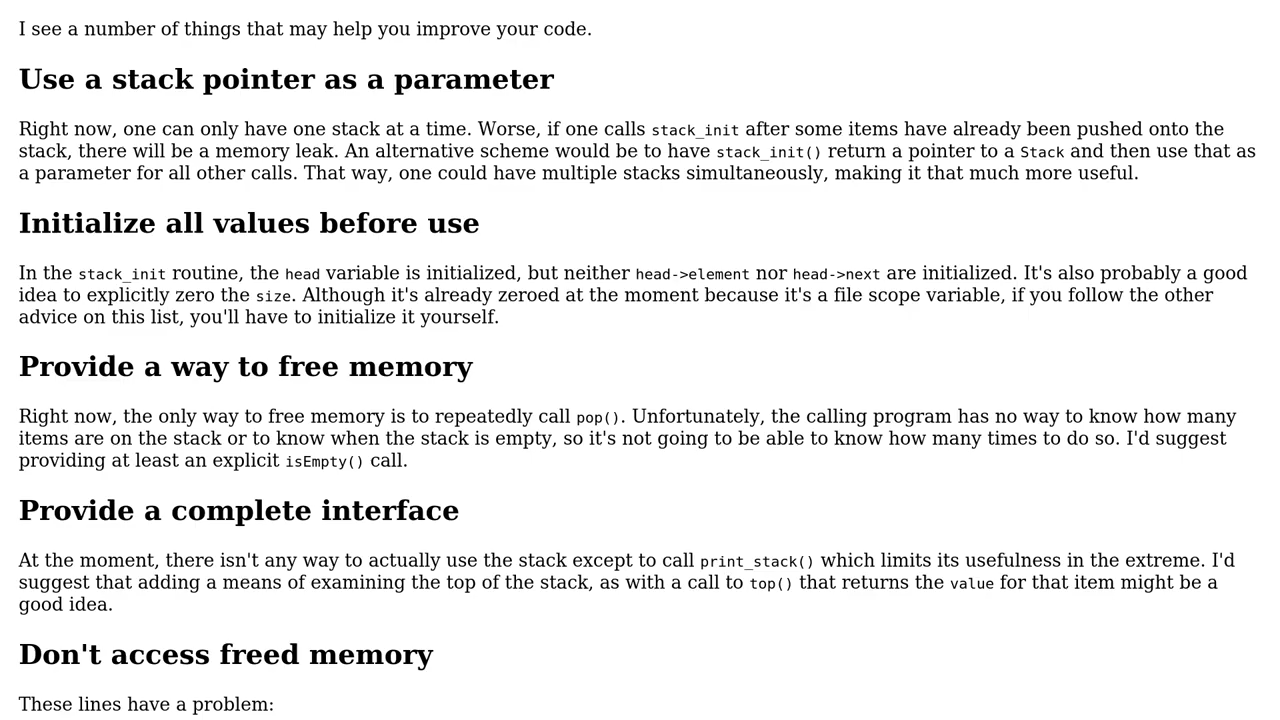 I see a number of things that may help you improve your code.
Use a stack pointer as a parameter
Right now, one can only have one stack at a time. Worse, if one calls stack_init after some items have already been pushed onto the
stack, there will be a memory leak. An alternative scheme would be to have stack_init() return a pointer to a Stack and then use that as
a parameter for all other calls. That way, one could have multiple stacks simultaneously, making it that much more useful.
Initialize all values before use
In the stack_init routine, the head variable is initialized, but neither head->element nor head->next are initialized. It's also probably a good
idea to explicitly zero the size. Although it's already zeroed at the moment because it's a file scope variable, if you follow the other
advice on this list, you'll have to initialize it yourself.
Provide a way to free memory
Right now, the only way to free memory is to repeatedly call pop(). Unfortunately, the calling program has no way to know how many
items are on the stack or to know when the stack is empty, so it's not going to be able to know how many times to do so. I'd suggest
providing at least an explicit isEmpty() call.
Provide a complete interface
At the moment, there isn't any way to actually use the stack except to call print_stack() which limits its usefulness in the extreme. I'd
suggest that adding a means of examining the top of the stack, as with a call to top() that returns the value for that item might be a
good idea.
Don't access freed memory
These lines have a problem: